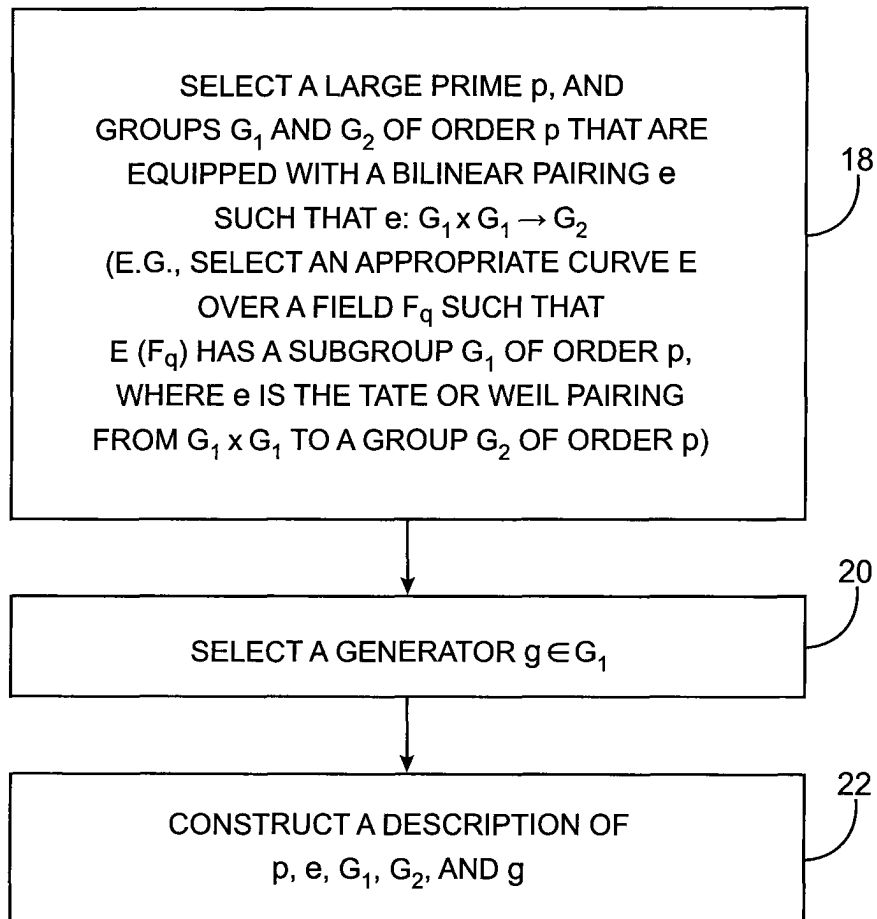 SELECT A LARGE PRIME p, AND
GROUPS G₁ AND G₂ OF ORDER p THAT ARE
EQUIPPED WITH A BILINEAR PAIRING e
SUCH THAT e: G₁ x G₁ → G₂
(E.G., SELECT AN APPROPRIATE CURVE E
OVER A FIELD F_q SUCH THAT
E (F_q) HAS A SUBGROUP G₁ OF ORDER p,
WHERE e IS THE TATE OR WEIL PAIRING
FROM G₁ x G₁ TO A GROUP G₂ OF ORDER p)
18
SELECT A GENERATOR g ∈ G₁
20
CONSTRUCT A DESCRIPTION OF
p, e, G₁, G₂, AND g
22